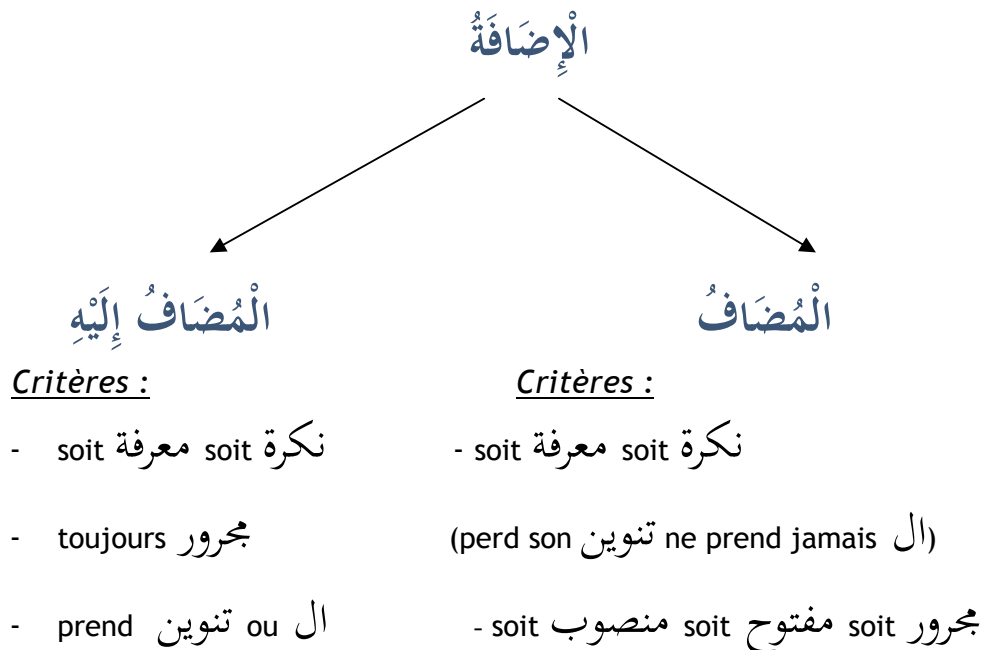 الْإِضَافَةُ
الْمُضَافُ إِلَيْهِ الْمُضَافُ
Critères : Critères :
- soit معرفة soit نكرة - soit معرفة soit نكرة
- toujours مجرور (perd son تنوين ne prend jamais ال)
- prend تنوين ou ال - soit منصوب soit مفتوح soit مجرور